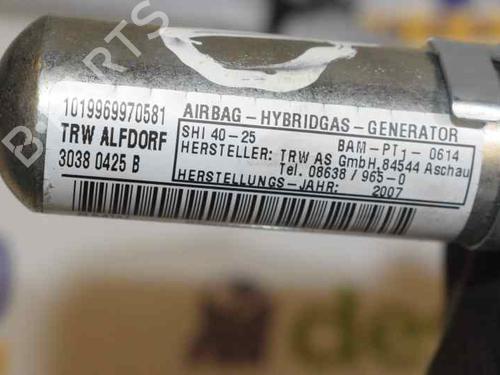 1019969970581
TRW ALFDORF
3038 0425 B
AIRBAG-HYBRIDGAS-GENERATOR
SHI 40-25 BAM-PT1-0614
HERSTELLER: TRW AS GmbH,84544 Aschau
Tel. 08638/965-0
HERSTELLUNGS-JAHR: 2007